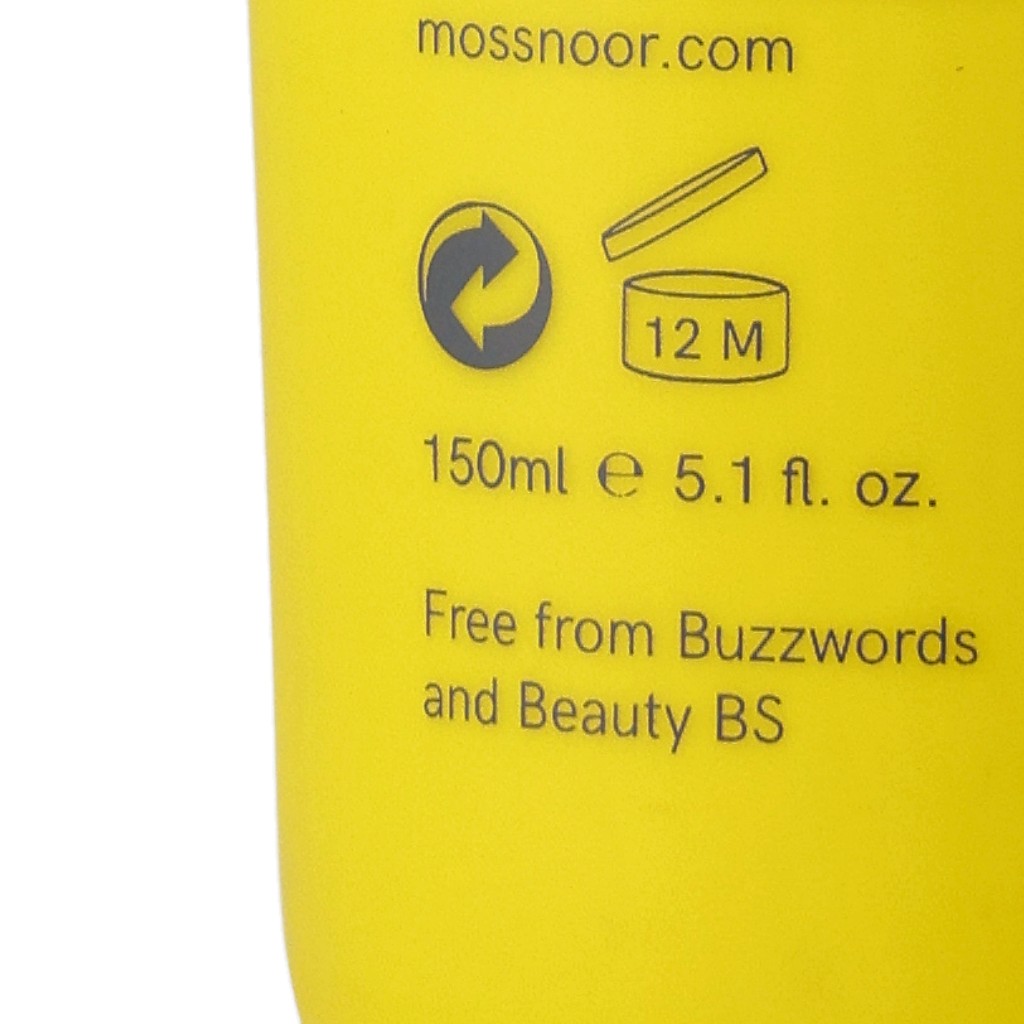 mossnoor.com
12 M
150ml ℮ 5.1 fl. oz.
Free from Buzzwords
and Beauty BS